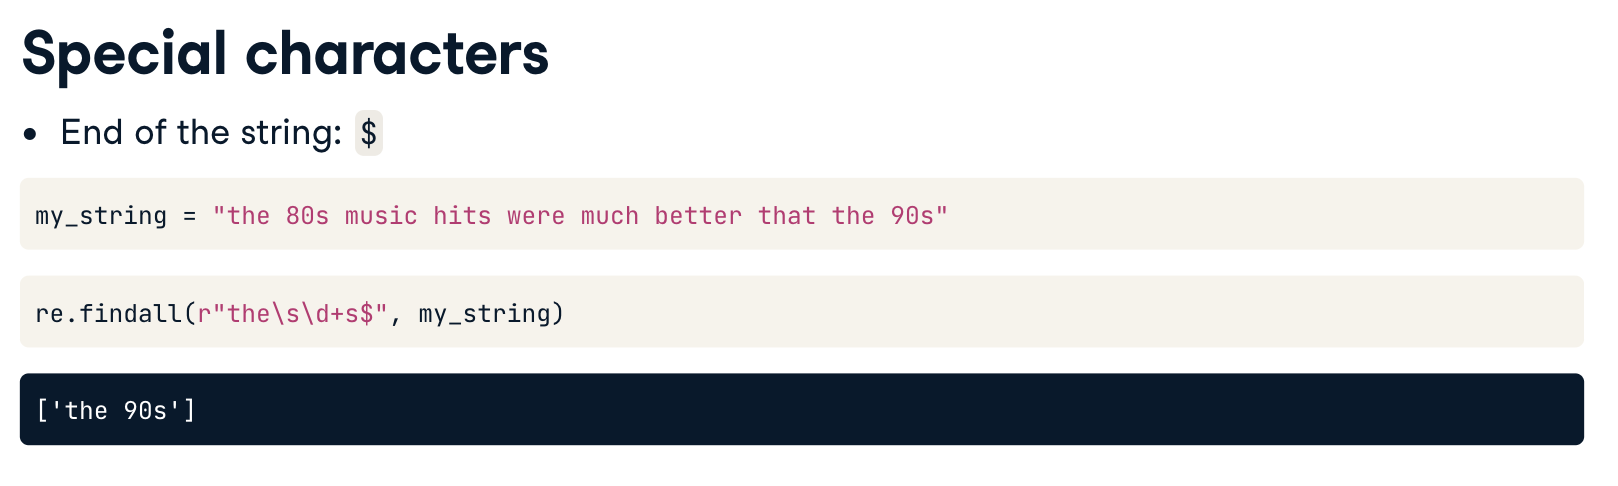 Special characters
• End of the string: $
my_string = "the 80s music hits were much better that the 90s"
re.findall(r"the\s\d+s$", my_string)
['the 90s']